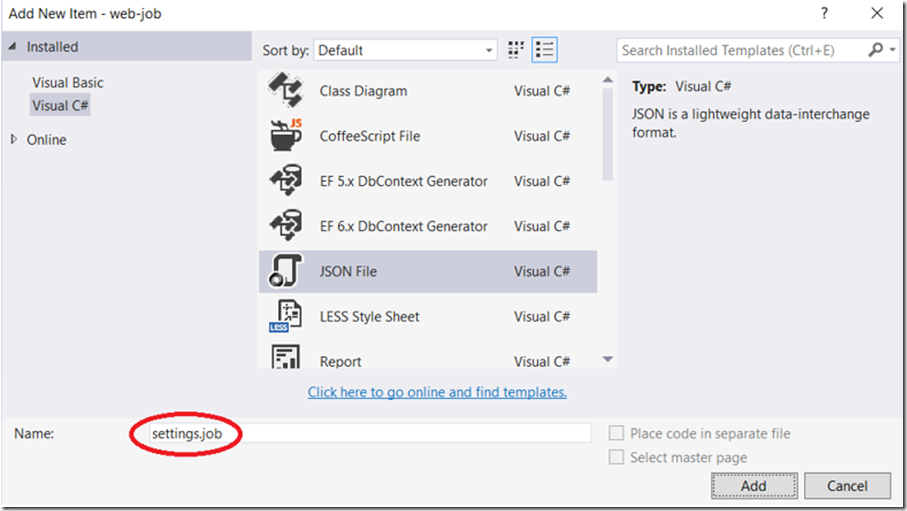 Add New Item - web-job
? ×
Installed
Sort by: Default
Search Installed Templates (Ctrl+E)
Visual Basic
Visual C#
Online
Class Diagram Visual C#
JS
CoffeeScript File Visual C#
EF 5.x DbContext Generator Visual C#
EF 6.x DbContext Generator Visual C#
JSON File Visual C#
LESS
LESS Style Sheet Visual C#
Report Visual C#
Type: Visual C#
JSON is a lightweight data-interchange
format.
Click here to go online and find templates.
Name: settings.job
Place code in separate file
Select master page
Add Cancel